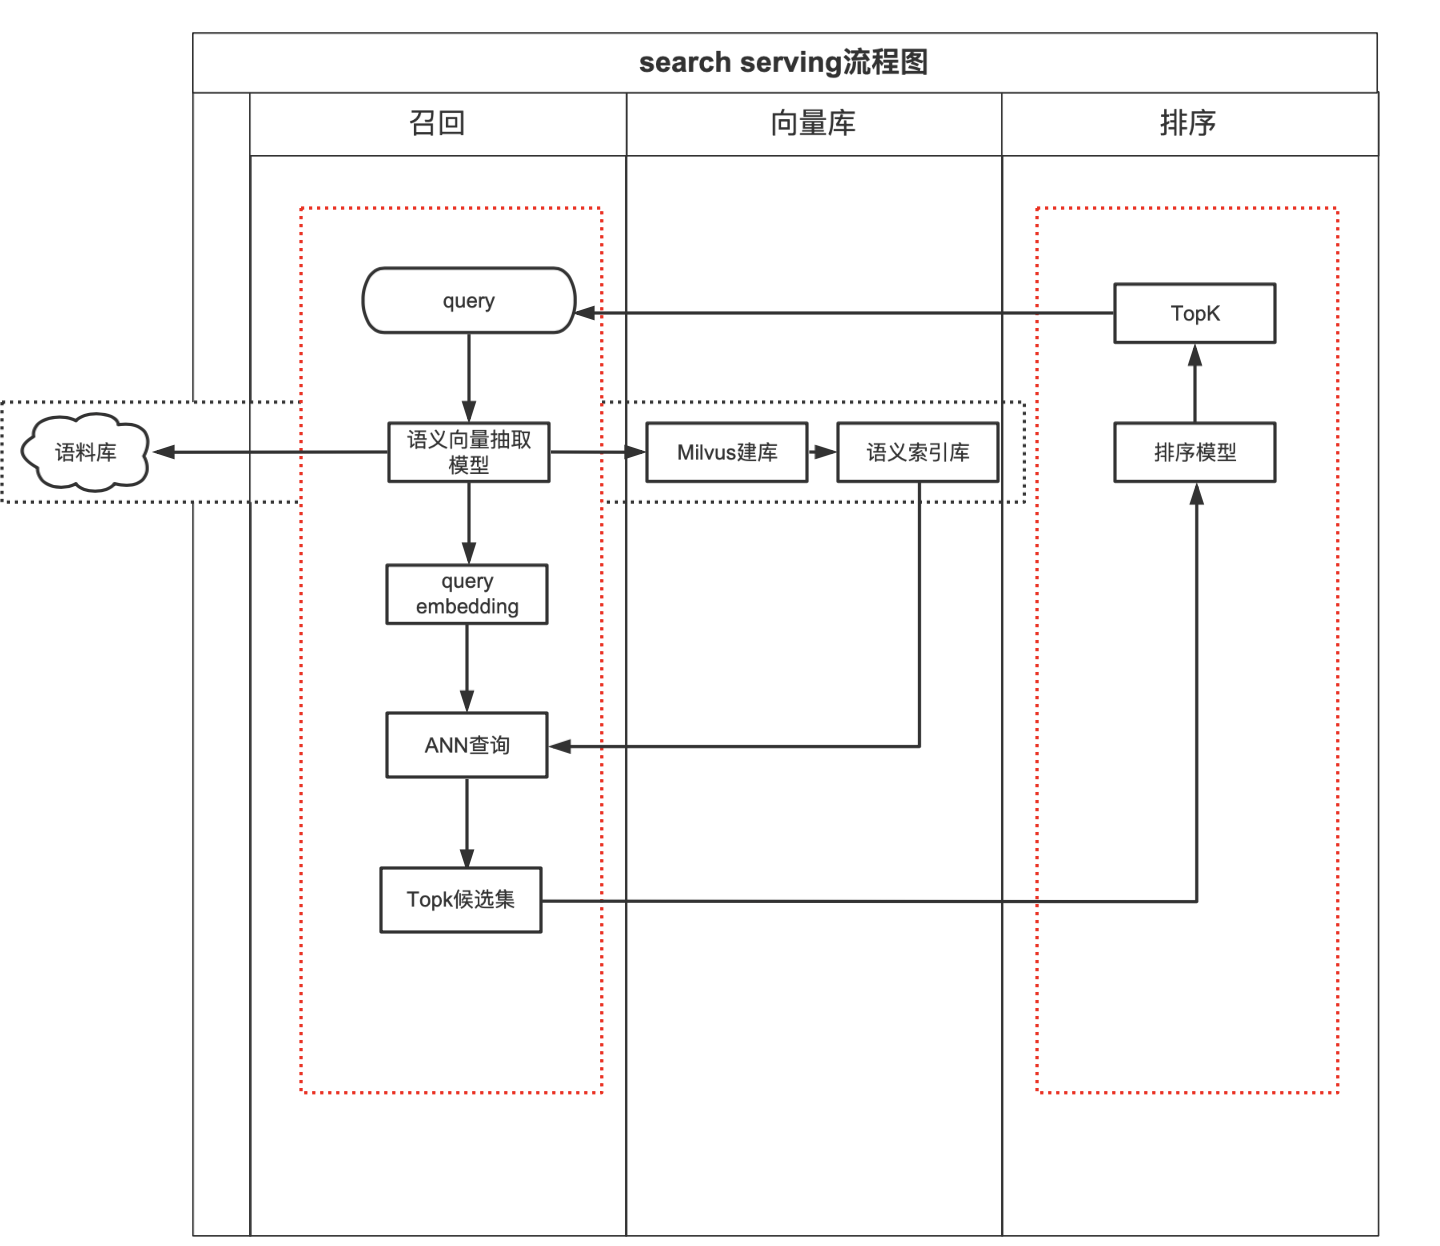 search serving流程图
召回
向量库
排序
query
TopK
语料库
语义向量抽取
模型
Milvus建库
语义索引库
排序模型
query
embedding
ANN查询
Topk候选集